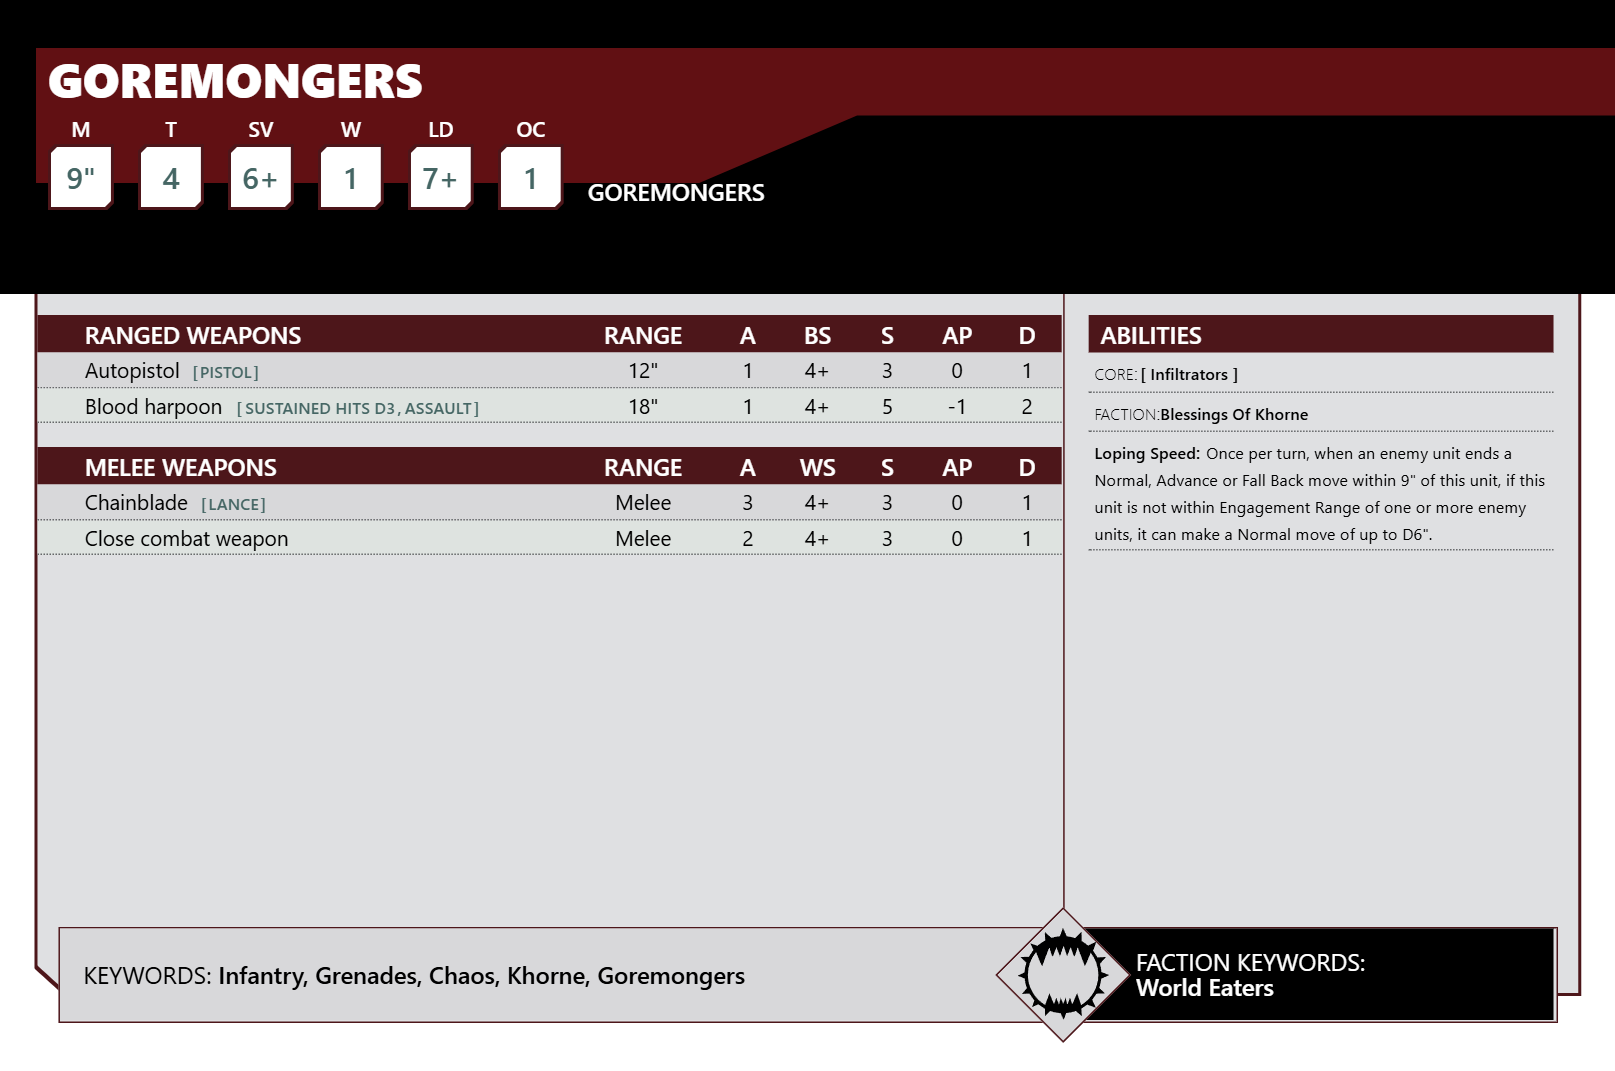 GOREMONGERS
M T SV W LD OC
9" 4 6+ 1 7+ 1 GOREMONGERS
RANGED WEAPONS RANGE A BS S AP D
Autopistol [PISTOL] 12" 1 4+ 3 0 1
Blood harpoon [SUSTAINED HITS D3, ASSAULT] 18" 1 4+ 5 -1 2
MELEE WEAPONS RANGE A WS S AP D
Chainblade [LANCE] Melee 3 4+ 3 0 1
Close combat weapon Melee 2 4+ 3 0 1
ABILITIES
CORE: [ Infiltrators ]
FACTION:Blessings Of Khorne
Loping Speed: Once per turn, when an enemy unit ends a
Normal, Advance or Fall Back move within 9" of this unit, if this
unit is not within Engagement Range of one or more enemy
units, it can make a Normal move of up to D6".
KEYWORDS: Infantry, Grenades, Chaos, Khorne, Goremongers
FACTION KEYWORDS:
World Eaters